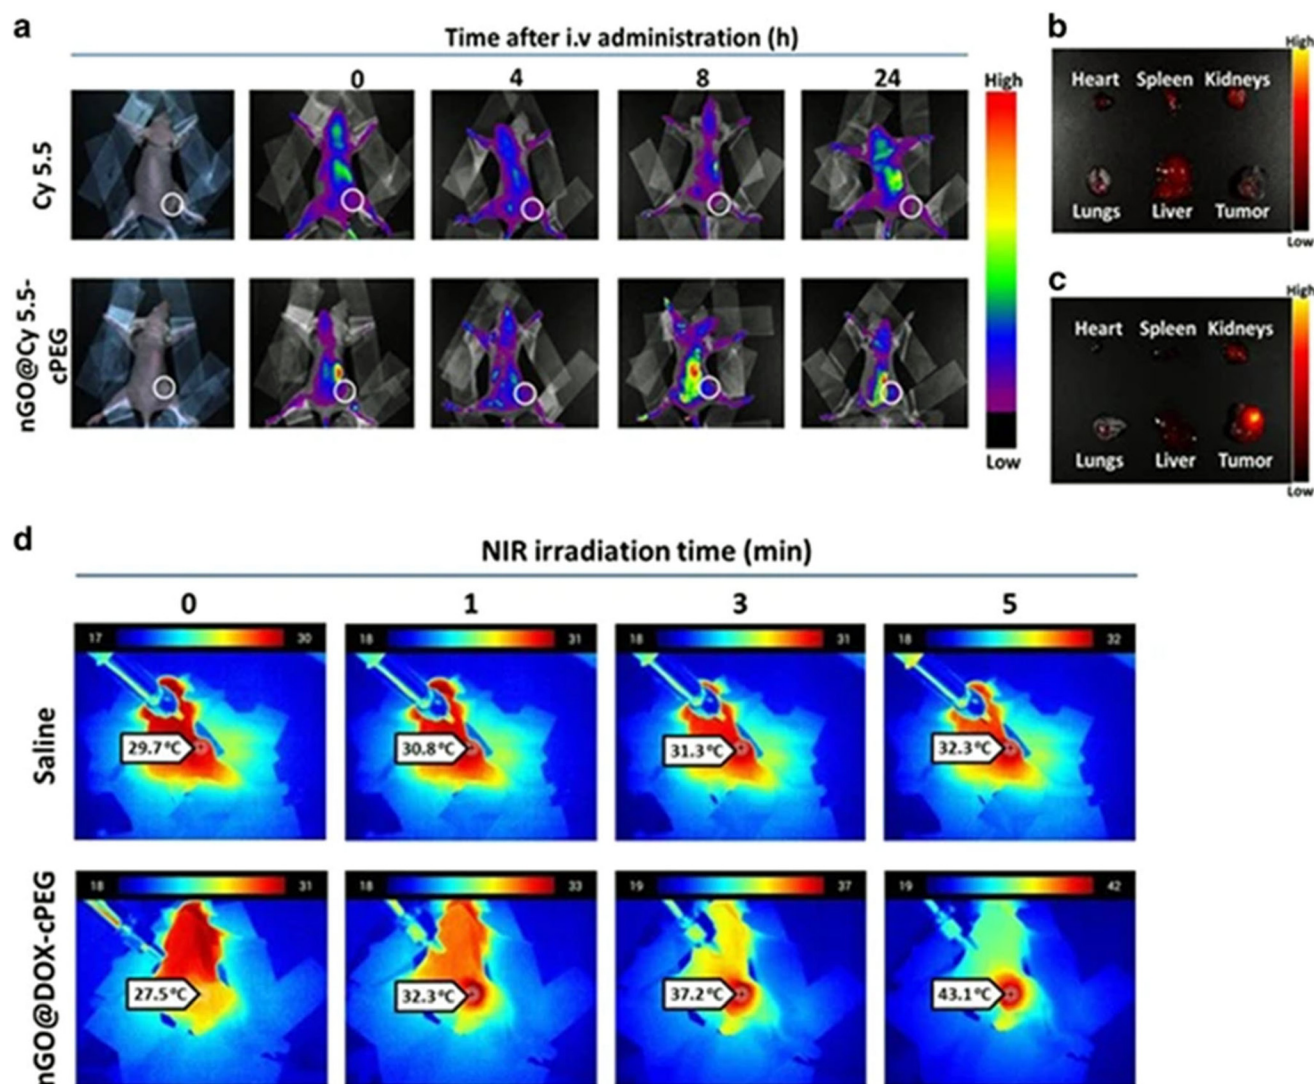 a
Time after i.v administration (h)
0 4 8 24
High
Cy 5.5
nGO@Cy 5.5-
cPEG
Low
b
High
Heart Spleen Kidneys
Lungs Liver Tumor
Low
c
High
Heart Spleen Kidneys
Lungs Liver Tumor
Low
d
NIR irradiation time (min)
0 1 3 5
Saline
17 30 18 31 18 31 18 32
29.7°C 30.8°C 31.3°C 32.3°C
nGO@DOX-cPEG
18 31 18 33 19 37 19 42
27.5°C 32.3°C 37.2°C 43.1°C